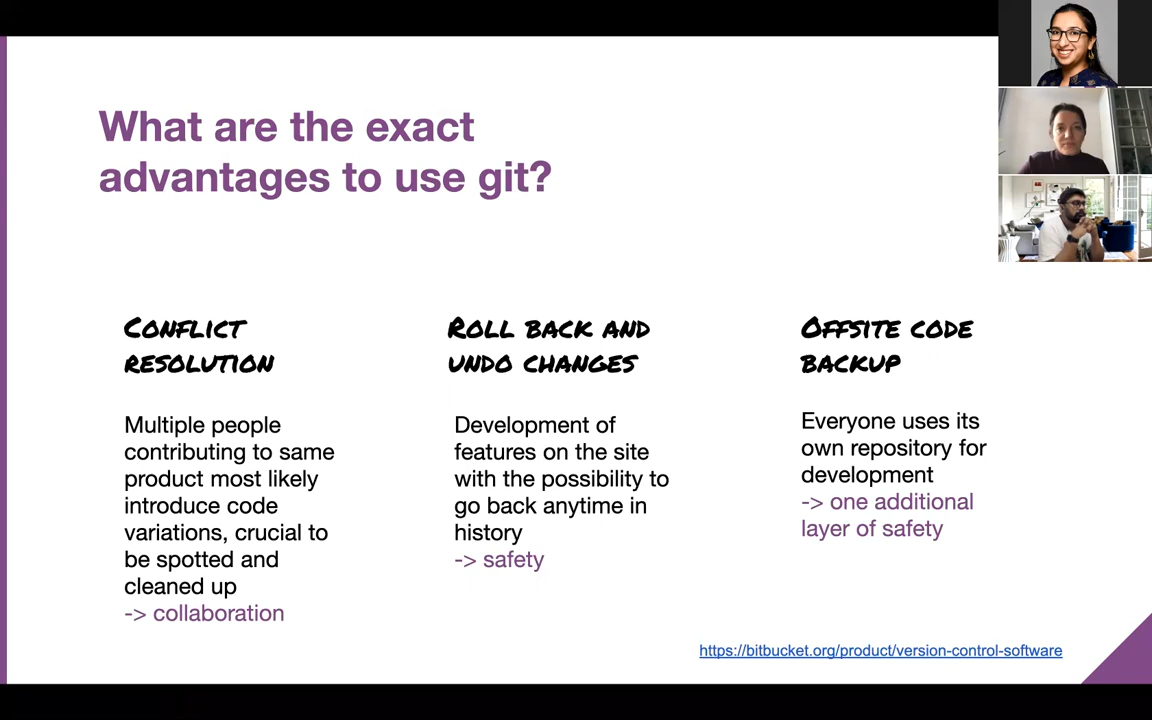 What are the exact
advantages to use git?
CONFLICT
RESOLUTION
Multiple people
contributing to same
product most likely
introduce code
variations, crucial to
be spotted and
cleaned up
-> collaboration
ROLL BACK AND
UNDO CHANGES
Development of
features on the site
with the possibility to
go back anytime in
history
-> safety
OFFSITE CODE
BACKUP
Everyone uses its
own repository for
development
-> one additional
layer of safety
https://bitbucket.org/product/version-control-software